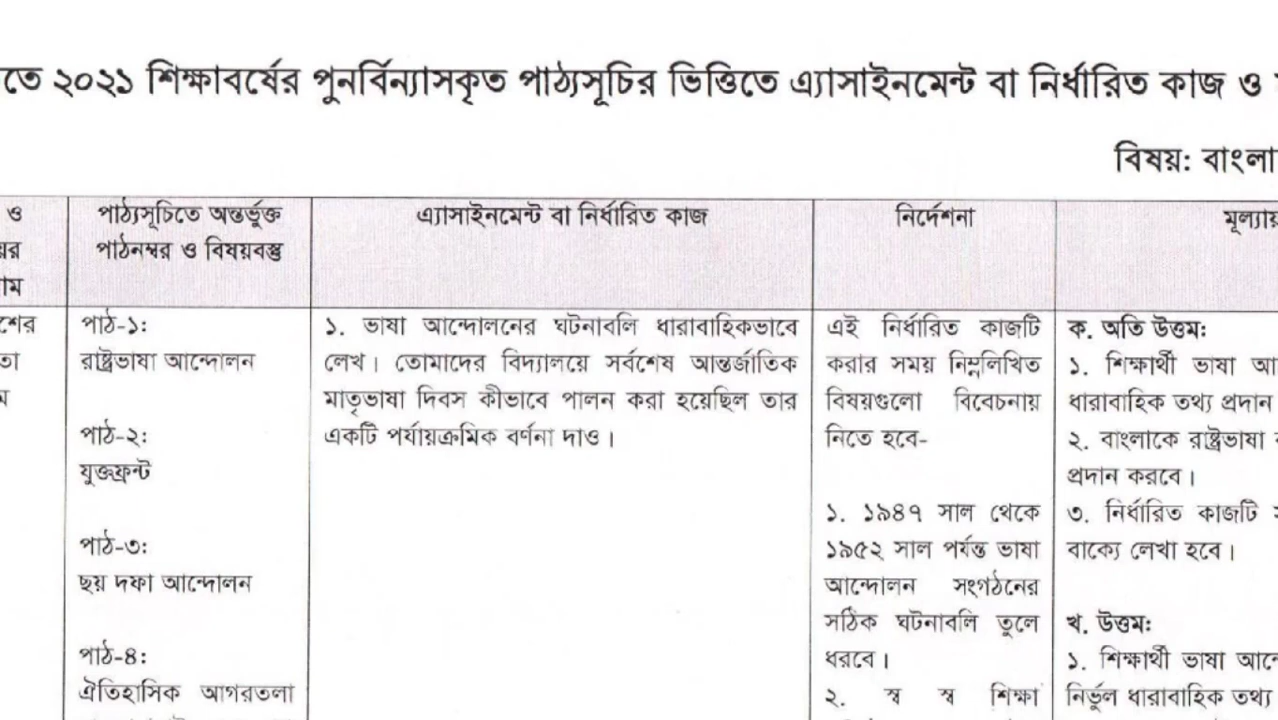 তে ২০২১ শিক্ষাবর্ষের পুনর্বিন্যাসকৃত পাঠ্যসূচির ভিত্তিতে এ্যাসাইনমেন্ট বা নির্ধারিত কাজ ও
বিষয়: বাংলা
ও
পাঠ্যসূচিতে অন্তর্ভুক্ত
পাঠনম্বর ও বিষয়বস্তু
এ্যাসাইনমেন্ট বা নির্ধারিত কাজ
নির্দেশনা
মূল্যায়
পাঠ-১:
রাষ্ট্রভাষা আন্দোলন
পাঠ-২:
যুক্তফ্রন্ট
পাঠ-৩:
ছয় দফা আন্দোলন
পাঠ-৪:
ঐতিহাসিক আগরতলা
১. ভাষা আন্দোলনের ঘটনাবলি ধারাবাহিকভাবে
লেখ। তোমাদের বিদ্যালয়ে সর্বশেষ আন্তর্জাতিক
মাতৃভাষা দিবস কীভাবে পালন করা হয়েছিল তার
একটি পর্যায়ক্রমিক বর্ণনা দাও।
এই নির্ধারিত কাজটি
করার সময় নিম্নলিখিত
বিষয়গুলো বিবেচনায়
নিতে হবে-
১. ১৯৪৭ সাল থেকে
১৯৫২ সাল পর্যন্ত ভাষা
আন্দোলন সংগঠনের
সঠিক ঘটনাবলি তুলে
ধরবে।
২. স্ব স্ব শিক্ষা
ক. অতি উত্তম:
১. শিক্ষার্থী ভাষা আ
ধারাবাহিক তথ্য প্রদান
২. বাংলাকে রাষ্ট্রভাষা
প্রদান করবে।
৩. নির্ধারিত কাজটি
বাক্যে লেখা হবে।
খ. উত্তম:
১. শিক্ষার্থী ভাষা আন্দে
নির্ভুল ধারাবাহিক তথ্য